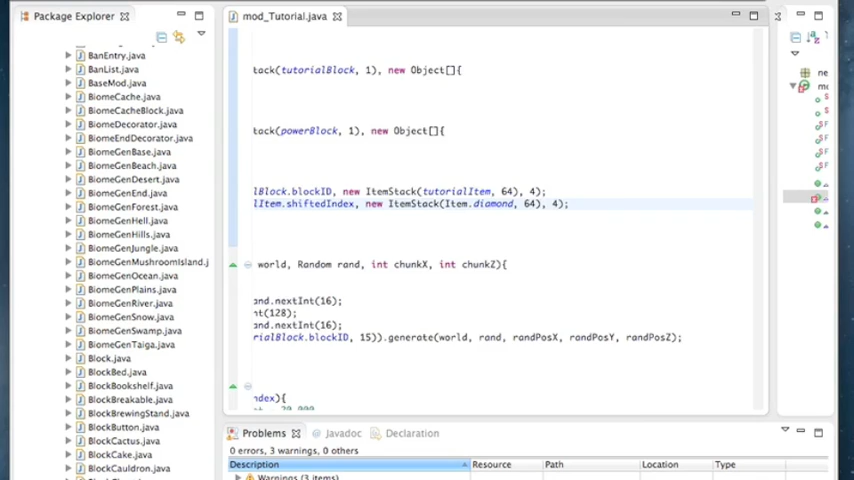 Package Explorer
BanEntry.java
BanList.java
BaseMod.java
BiomeCache.java
BiomeCacheBlock.java
BiomeDecorator.java
BiomeEndDecorator.java
BiomeGenBase.java
BiomeGenBeach.java
BiomeGenDesert.java
BiomeGenEnd.java
BiomeGenForest.java
BiomeGenHell.java
BiomeGenHills.java
BiomeGenJungle.java
BiomeGenMushroomIsland.j
BiomeGenOcean.java
BiomeGenPlains.java
BiomeGenRiver.java
BiomeGenSnow.java
BiomeGenSwamp.java
BiomeGenTaiga.java
Block.java
BlockBed.java
BlockBookshelf.java
BlockBreakable.java
BlockBrewingStand.java
BlockButton.java
BlockCactus.java
BlockCake.java
BlockCauldron.java
mod_Tutorial.java
tack(tutorialBlock, 1), new Object[]{
tack(powerBlock, 1), new Object[]{
lBlock.blockID, new ItemStack(tutorialItem, 64), 4);
lItem.shiftedIndex, new ItemStack(Item.diamond, 64), 4);
world, Random rand, int chunkX, int chunkZ){
and.nextInt(16);
nt(128);
and.nextInt(16);
rialBlock.blockID, 15)).generate(world, rand, randPosX, randPosY, randPosZ);
ndex){
ne
mo
Problems
Javadoc
Declaration
0 errors, 3 warnings, 0 others
Description Resource Path Location Type
Warnings (3 items)